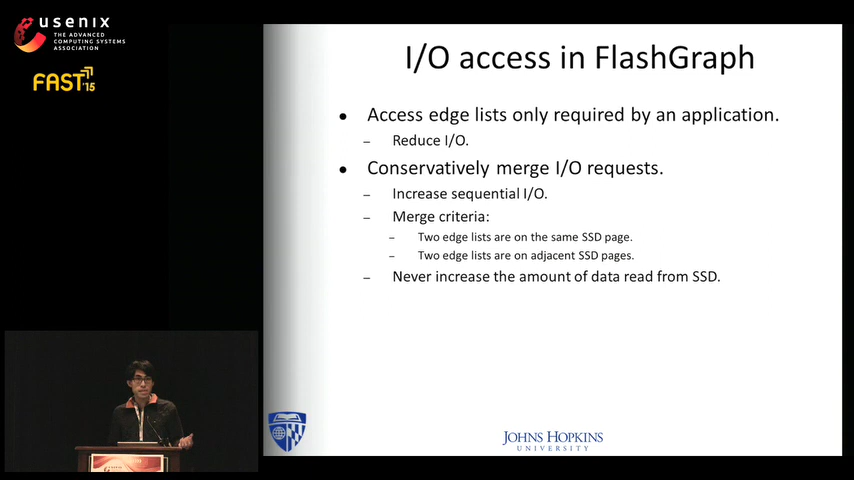 usenix
THE ADVANCED
COMPUTING SYSTEMS
ASSOCIATION
FAST '15
I/O access in FlashGraph
● Access edge lists only required by an application.
– Reduce I/O.
● Conservatively merge I/O requests.
– Increase sequential I/O.
– Merge criteria:
– Two edge lists are on the same SSD page.
– Two edge lists are on adjacent SSD pages.
– Never increase the amount of data read from SSD.
JOHNS HOPKINS
UNIVERSITY